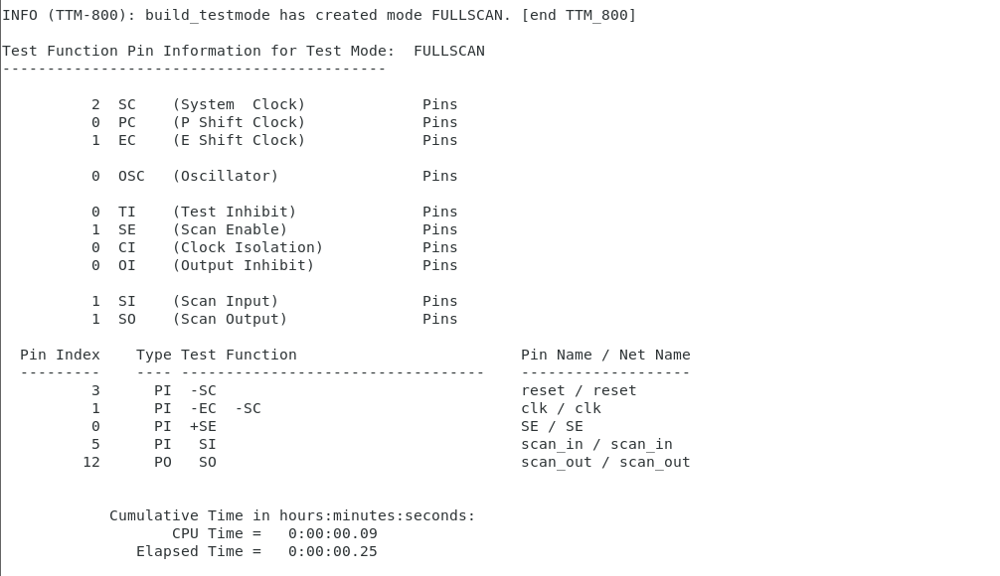 INFO (TTM-800): build_testmode has created mode FULLSCAN. [end TTM_800]
Test Function Pin Information for Test Mode:  FULLSCAN
-------------------------------------------
2  SC    (System  Clock)             Pins
0  PC    (P Shift Clock)             Pins
1  EC    (E Shift Clock)             Pins
0  OSC   (Oscillator)                Pins
0  TI    (Test Inhibit)              Pins
1  SE    (Scan Enable)               Pins
0  CI    (Clock Isolation)           Pins
0  OI    (Output Inhibit)            Pins
1  SI    (Scan Input)                Pins
1  SO    (Scan Output)               Pins
Pin Index    Type Test Function                         Pin Name / Net Name
---------    ---- ----------------------------------    -------------------
3      PI  -SC                                  reset / reset
1      PI  -EC  -SC                             clk / clk
0      PI  +SE                                  SE / SE
5      PI   SI                                  scan_in / scan_in
12      PO   SO                                  scan_out / scan_out
Cumulative Time in hours:minutes:seconds:
CPU Time =   0:00:00.09
Elapsed Time =   0:00:00.25